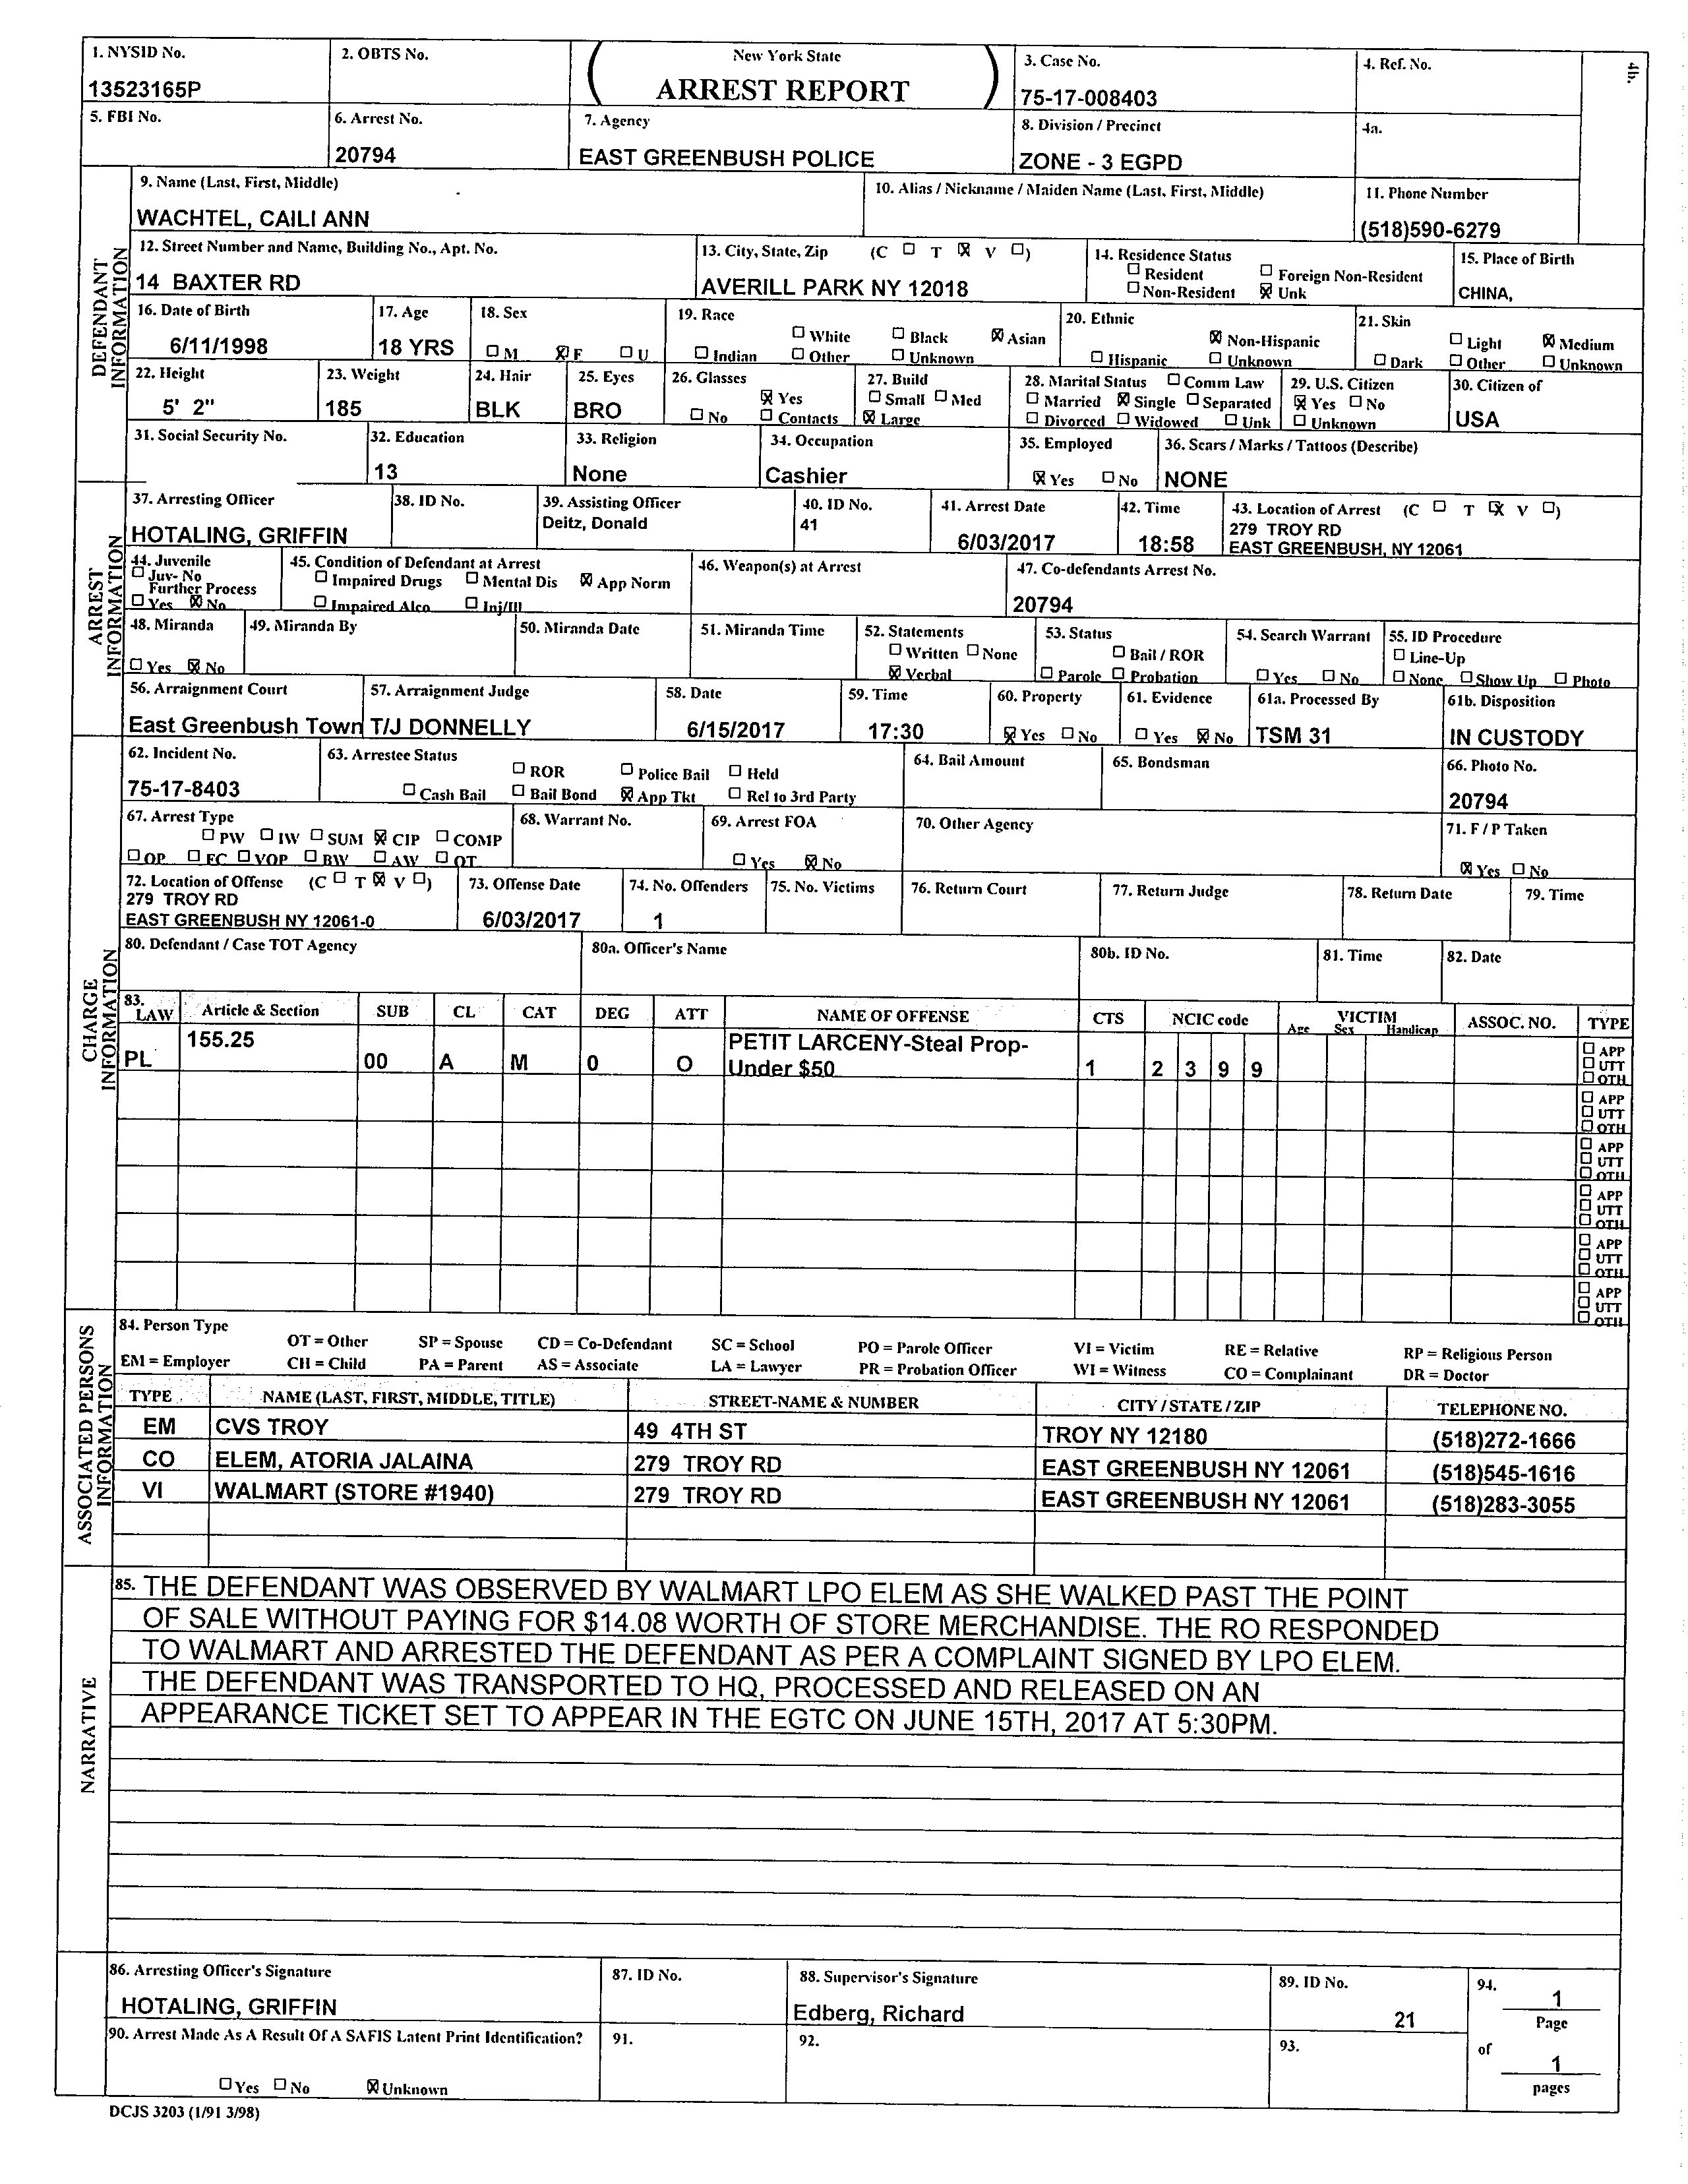 1. NYSID No.
13523165P
2. OBTS No.
New York State
ARREST REPORT
3. Case No.
75-17-008403
4. Ref. No.
4b.
5. FBI No.
6. Arrest No.
20794
7. Agency
EAST GREENBUSH POLICE
8. Division / Precinct
ZONE - 3 EGPD
4a.
DEFENDANT INFORMATION
9. Name (Last, First, Middle)
WACHTEL, CAILI ANN
10. Alias / Nickname / Maiden Name (Last, First, Middle)
11. Phone Number
(518)590-6279
12. Street Number and Name, Building No., Apt. No.
14 BAXTER RD
13. City, State, Zip (C ☐ T ☒ V ☐)
AVERILL PARK NY 12018
14. Residence Status
☐ Resident ☐ Foreign Non-Resident
☐ Non-Resident ☒ Unk
15. Place of Birth
CHINA,
16. Date of Birth
6/11/1998
17. Age
18 YRS
18. Sex
☐ M ☒ F ☐ U
19. Race
☐ White ☐ Black ☒ Asian
☐ Indian ☐ Other ☐ Unknown
20. Ethnic
☒ Non-Hispanic
☐ Hispanic ☐ Unknown
21. Skin
☐ Light ☒ Medium
☐ Dark ☐ Other ☐ Unknown
22. Height
5' 2"
23. Weight
185
24. Hair
BLK
25. Eyes
BRO
26. Glasses
☒ Yes
☐ No ☐ Contacts
27. Build
☐ Small ☐ Med
☒ Large
28. Marital Status ☐ Comm Law
☐ Married ☒ Single ☐ Separated
☐ Divorced ☐ Widowed ☐ Unk
29. U.S. Citizen
☒ Yes ☐ No
☐ Unknown
30. Citizen of
USA
31. Social Security No.
32. Education
13
33. Religion
None
34. Occupation
Cashier
35. Employed
☒ Yes ☐ No
36. Scars / Marks / Tattoos (Describe)
NONE
ARREST INFORMATION
37. Arresting Officer
HOTALING, GRIFFIN
38. ID No.
39. Assisting Officer
Deitz, Donald
40. ID No.
41
41. Arrest Date
6/03/2017
42. Time
18:58
43. Location of Arrest (C ☐ T ☒ V ☐)
279 TROY RD
EAST GREENBUSH, NY 12061
44. Juvenile
☐ Juv- No
Further Process
☐ Yes ☒ No
45. Condition of Defendant at Arrest
☐ Impaired Drugs ☐ Mental Dis ☒ App Norm
☐ Impaired Alco ☐ Inj/Ill
46. Weapon(s) at Arrest
47. Co-defendants Arrest No.
20794
48. Miranda
☐ Yes ☒ No
49. Miranda By
50. Miranda Date
51. Miranda Time
52. Statements
☐ Written ☐ None
☒ Verbal
53. Status
☐ Bail / ROR
☐ Parole ☐ Probation
54. Search Warrant
☐ Yes ☐ No
55. ID Procedure
☐ Line-Up
☐ None ☐ Show Up ☐ Photo
56. Arraignment Court
East Greenbush Town
57. Arraignment Judge
T/J DONNELLY
58. Date
6/15/2017
59. Time
17:30
60. Property
☒ Yes ☐ No
61. Evidence
☐ Yes ☒ No
61a. Processed By
TSM 31
61b. Disposition
IN CUSTODY
CHARGE INFORMATION
62. Incident No.
75-17-8403
63. Arrestee Status
☐ ROR ☐ Police Bail ☐ Held
☐ Cash Bail ☐ Bail Bond ☒ App Tkt ☐ Rel to 3rd Party
64. Bail Amount
65. Bondsman
66. Photo No.
20794
67. Arrest Type
☐ PW ☐ IW ☐ SUM ☒ CIP ☐ COMP
☐ OP ☐ FC ☐ VOP ☐ BW ☐ AW ☐ OT
68. Warrant No.
69. Arrest FOA
☐ Yes ☒ No
70. Other Agency
71. F / P Taken
☒ Yes ☐ No
72. Location of Offense (C ☐ T ☒ V ☐)
279 TROY RD
EAST GREENBUSH NY 12061-0
73. Offense Date
6/03/2017
74. No. Offenders
1
75. No. Victims
76. Return Court
77. Return Judge
78. Return Date
79. Time
80. Defendant / Case TOT Agency
80a. Officer's Name
80b. ID No.
81. Time
82. Date
83. LAW Article & Section SUB CL CAT DEG ATT NAME OF OFFENSE CTS NCIC code VICTIM Age Sex Handicap ASSOC. NO. TYPE
PL 155.25 00 A M 0 O PETIT LARCENY-Steal Prop-
Under $50 1 2 3 9 9
☐ APP
☐ UTT
☐ OTH
☐ APP
☐ UTT
☐ OTH
☐ APP
☐ UTT
☐ OTH
☐ APP
☐ UTT
☐ OTH
☐ APP
☐ UTT
☐ OTH
☐ APP
☐ UTT
☐ OTH
ASSOCIATED PERSONS INFORMATION
84. Person Type
OT = Other SP = Spouse CD = Co-Defendant SC = School PO = Parole Officer VI = Victim RE = Relative RP = Religious Person
EM = Employer CH = Child PA = Parent AS = Associate LA = Lawyer PR = Probation Officer WI = Witness CO = Complainant DR = Doctor
TYPE NAME (LAST, FIRST, MIDDLE, TITLE) STREET-NAME & NUMBER CITY / STATE / ZIP TELEPHONE NO.
EM CVS TROY 49 4TH ST TROY NY 12180 (518)272-1666
CO ELEM, ATORIA JALAINA 279 TROY RD EAST GREENBUSH NY 12061 (518)545-1616
VI WALMART (STORE #1940) 279 TROY RD EAST GREENBUSH NY 12061 (518)283-3055
NARRATIVE
85. THE DEFENDANT WAS OBSERVED BY WALMART LPO ELEM AS SHE WALKED PAST THE POINT
OF SALE WITHOUT PAYING FOR $14.08 WORTH OF STORE MERCHANDISE. THE RO RESPONDED
TO WALMART AND ARRESTED THE DEFENDANT AS PER A COMPLAINT SIGNED BY LPO ELEM.
THE DEFENDANT WAS TRANSPORTED TO HQ, PROCESSED AND RELEASED ON AN
APPEARANCE TICKET SET TO APPEAR IN THE EGTC ON JUNE 15TH, 2017 AT 5:30PM.
86. Arresting Officer's Signature
HOTALING, GRIFFIN
87. ID No.
88. Supervisor's Signature
Edberg, Richard
89. ID No.
21
94.
1
Page
of
1
pages
90. Arrest Made As A Result Of A SAFIS Latent Print Identification?
☐ Yes ☐ No ☒ Unknown
91.
92.
93.
DCJS 3203 (1/91 3/98)